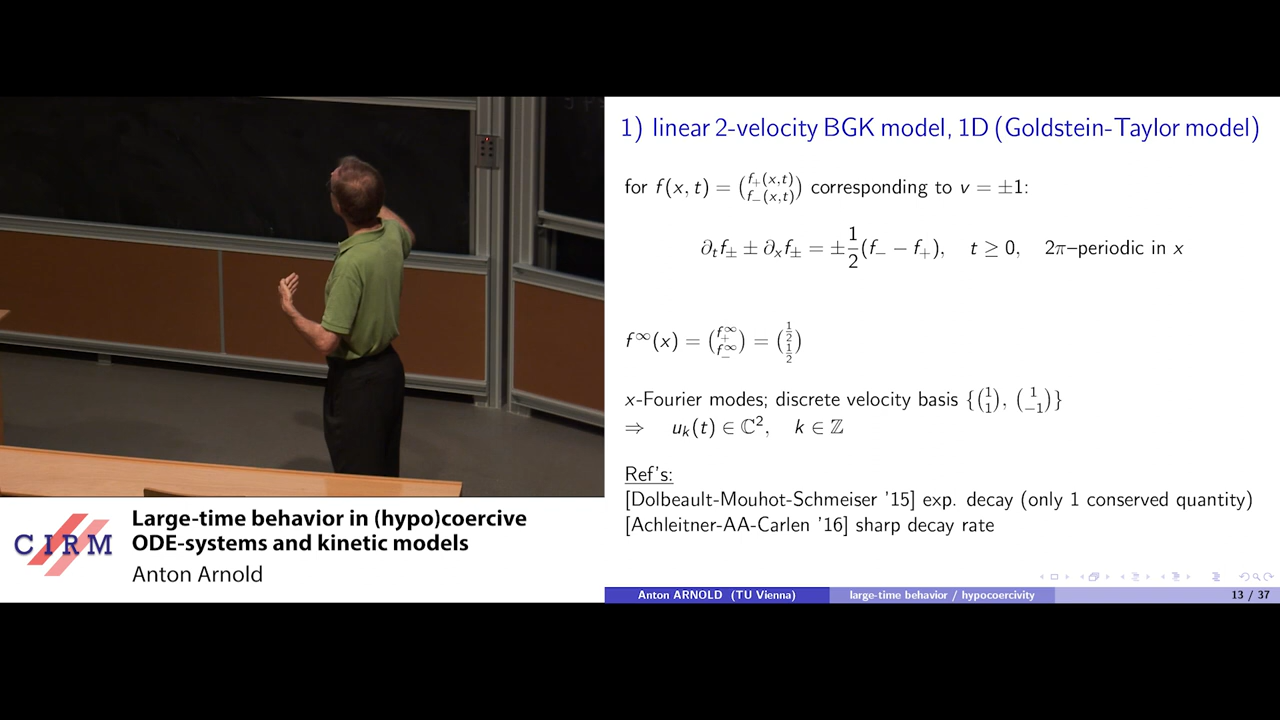 1) linear 2-velocity BGK model, 1D (Goldstein-Taylor model)
for f(x, t) = (f₊(x,t) f₋(x,t)) corresponding to v = ±1:
∂ₜf± ± ∂ₓf± = ±1/2(f₋ − f₊), t ≥ 0, 2π–periodic in x
f∞(x) = (f₊∞ f₋∞) = (1/2 1/2)
x-Fourier modes; discrete velocity basis {(1 1), (1 −1)}
⇒ uₖ(t) ∈ ℂ², k ∈ ℤ
Ref's:
[Dolbeault-Mouhot-Schmeiser '15] exp. decay (only 1 conserved quantity)
[Achleitner-AA-Carlen '16] sharp decay rate
Anton ARNOLD (TU Vienna) large-time behavior / hypocoercivity 13 / 37
CIRM
Large-time behavior in (hypo)coercive
ODE-systems and kinetic models
Anton Arnold